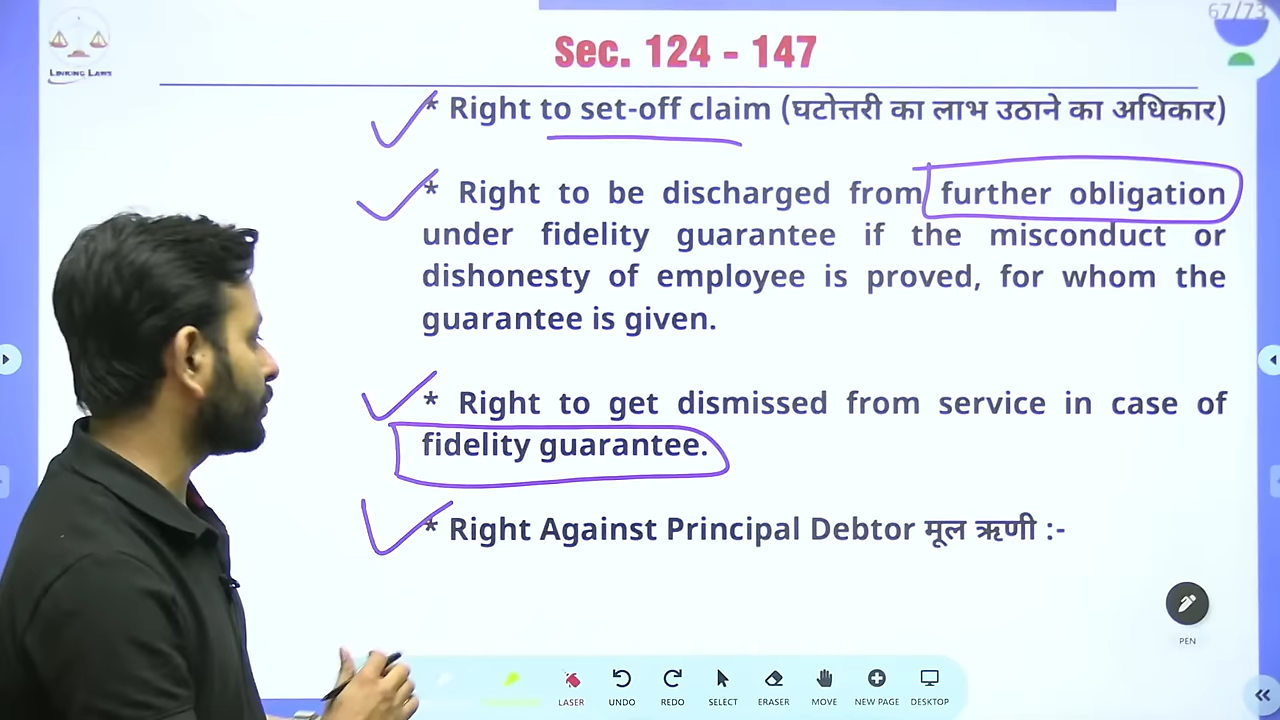 67/73
LINKING LAWS
Sec. 124 - 147
* Right to set-off claim (घटोत्तरी का लाभ उठाने का अधिकार)
* Right to be discharged from further obligation
under fidelity guarantee if the misconduct or
dishonesty of employee is proved, for whom the
guarantee is given.
* Right to get dismissed from service in case of
fidelity guarantee.
* Right Against Principal Debtor मूल ऋणी :-
PEN
LASER UNDO REDO SELECT ERASER MOVE NEW PAGE DESKTOP